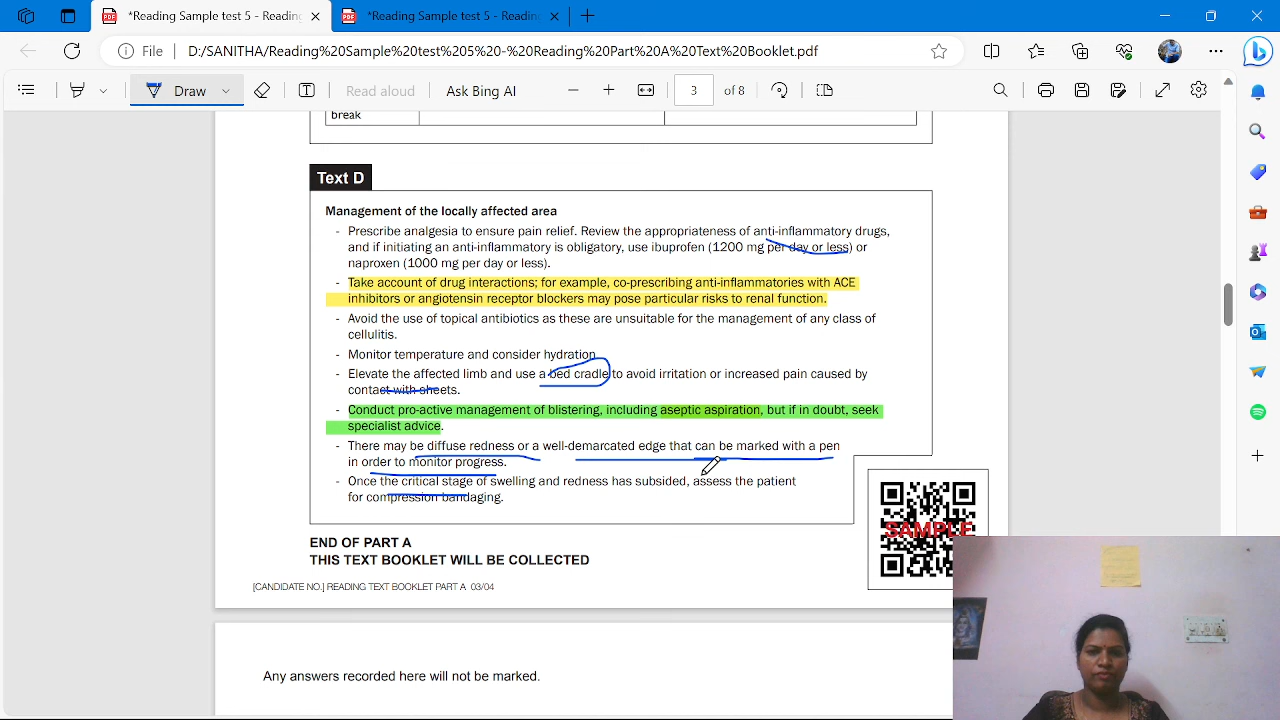 *Reading Sample test 5 - Reading
*Reading Sample test 5 - Reading
File D:/SANITHA/Reading%20Sample%20test%205%20-%20Reading%20Part%20A%20Text%20Booklet.pdf
Draw
Read aloud
Ask Bing AI
3 of 8
break
Text D
Management of the locally affected area
- Prescribe analgesia to ensure pain relief. Review the appropriateness of anti-inflammatory drugs,
and if initiating an anti-inflammatory is obligatory, use ibuprofen (1200 mg per day or less) or
naproxen (1000 mg per day or less).
- Take account of drug interactions; for example, co-prescribing anti-inflammatories with ACE
inhibitors or angiotensin receptor blockers may pose particular risks to renal function.
- Avoid the use of topical antibiotics as these are unsuitable for the management of any class of
cellulitis.
- Monitor temperature and consider hydration
- Elevate the affected limb and use a bed cradle to avoid irritation or increased pain caused by
contact with sheets.
- Conduct pro-active management of blistering, including aseptic aspiration, but if in doubt, seek
specialist advice.
- There may be diffuse redness or a well-demarcated edge that can be marked with a pen
in order to monitor progress.
- Once the critical stage of swelling and redness has subsided, assess the patient
for compression bandaging.
SAMPLE
END OF PART A
THIS TEXT BOOKLET WILL BE COLLECTED
[CANDIDATE NO.] READING TEXT BOOKLET PART A 03/04
Any answers recorded here will not be marked.